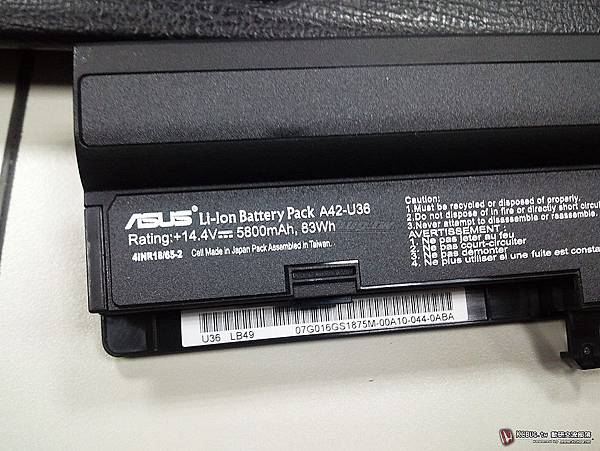 ASUS Li-Ion Battery Pack A42-U36
Rating:+14.4V⎓ 5800mAh, 83Wh
4INR18/65-2 Cell Made in Japan Pack Assembled in Taiwan.
Caution:
1.Must be recycled or disposed of properly.
2.Do not dispose of in fire or directly short circu
3.Never attempt to disassemble or reassemble.
AVERTISSEMENT :
1. Ne pas jeter au feu
2. Ne pas court-circuiter
3. Ne pas démonter
4. Ne plus utiliser si une fuite est constat
U36 LB49 07G016GS1875M-00A10-044-0ABA